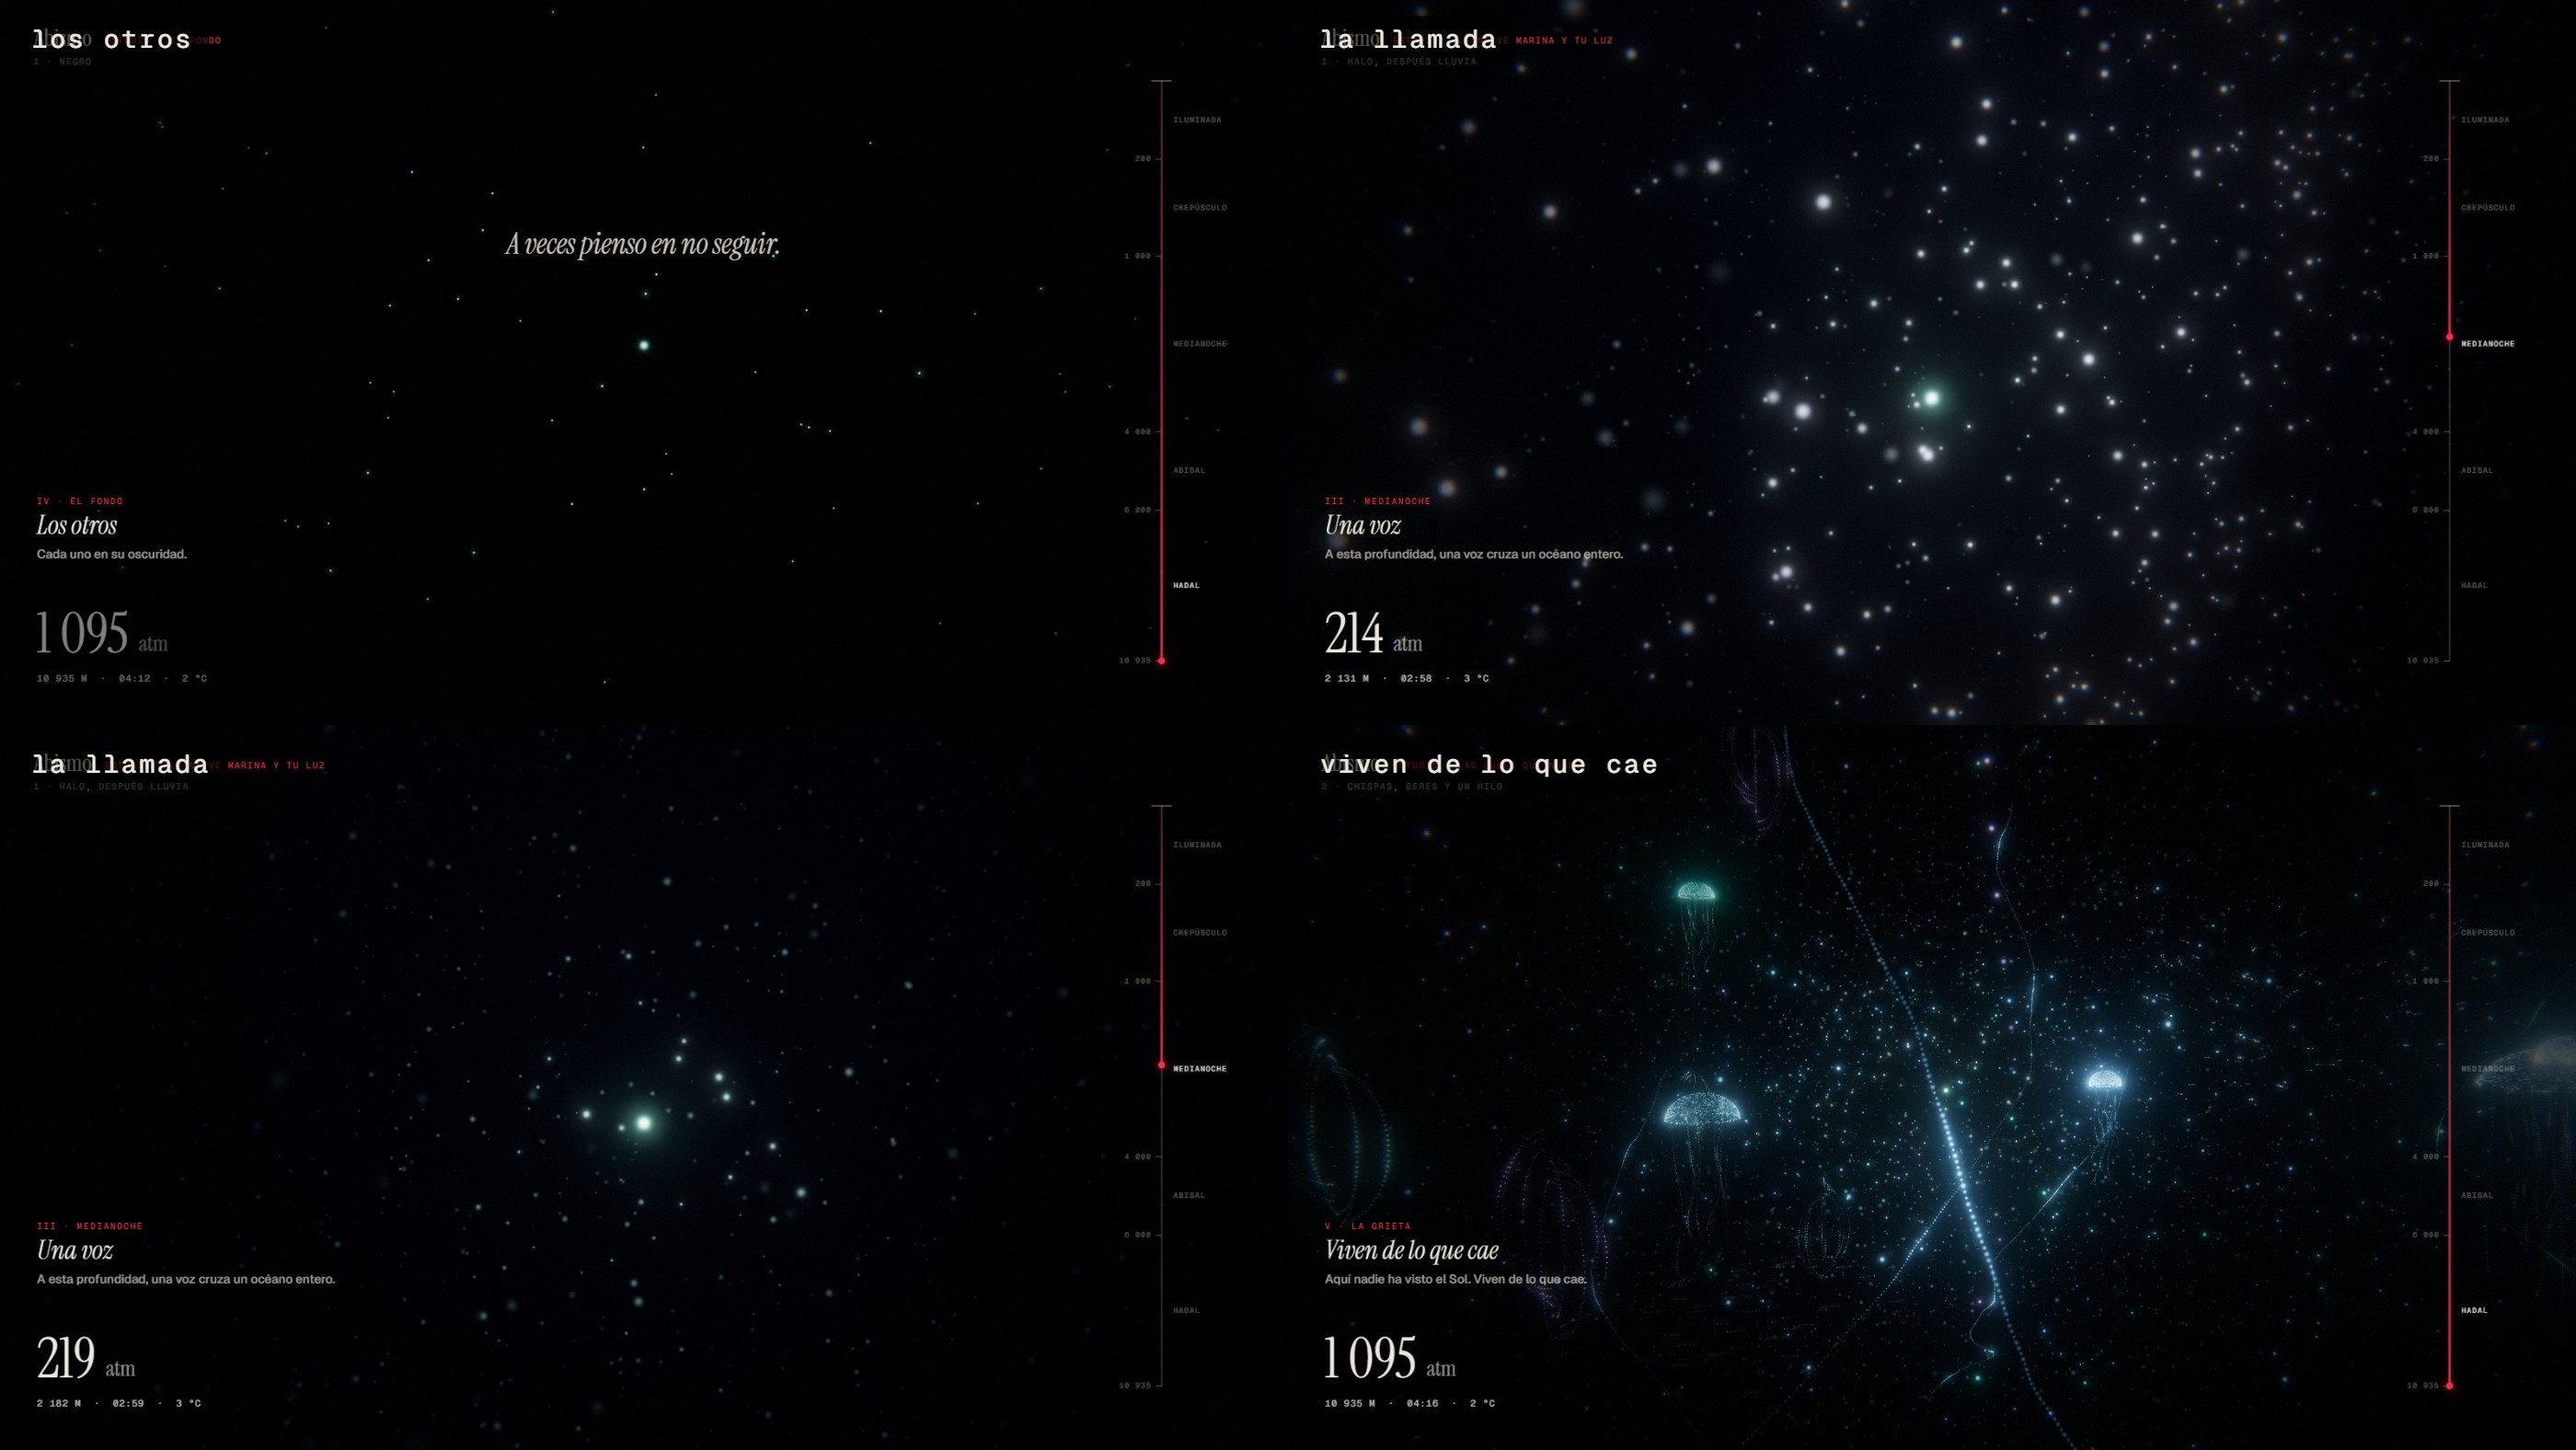 los otros
1 · NEGRO
A veces pienso en no seguir.
IV · EL FONDO
Los otros
Cada uno en su oscuridad.
1 095 atm
10 935 M · 04:12 · 2 °C
ILUMINADA
200
CREPÚSCULO
1 000
MEDIANOCHE
4 000
ABISAL
6 000
HADAL
10 935
la llamada
MARINA Y TU LUZ
1 · HALO, DESPUÉS LLUVIA
III · MEDIANOCHE
Una voz
A esta profundidad, una voz cruza un océano entero.
214 atm
2 131 M · 02:58 · 3 °C
ILUMINADA
200
CREPÚSCULO
1 000
MEDIANOCHE
4 000
ABISAL
6 000
HADAL
10 935
la llamada
MARINA Y TU LUZ
1 · HALO, DESPUÉS LLUVIA
III · MEDIANOCHE
Una voz
A esta profundidad, una voz cruza un océano entero.
219 atm
2 182 M · 02:59 · 3 °C
ILUMINADA
200
CREPÚSCULO
1 000
MEDIANOCHE
4 000
ABISAL
6 000
HADAL
10 935
viven de lo que cae
2 · CHISPAS, SERES Y UN HILO
V · LA GRIETA
Viven de lo que cae
Aquí nadie ha visto el Sol. Viven de lo que cae.
1 095 atm
10 935 M · 04:16 · 2 °C
ILUMINADA
200
CREPÚSCULO
1 000
MEDIANOCHE
4 000
ABISAL
6 000
HADAL
10 935